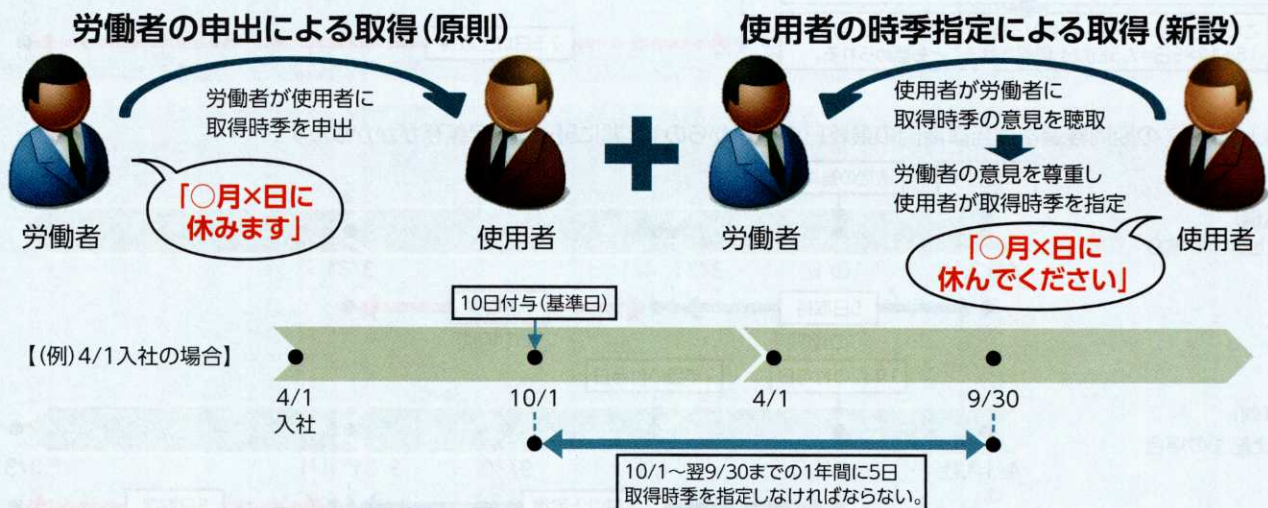 労働者の申出による取得（原則）
労働者が使用者に
取得時季を申出
「○月×日に
休みます」
労働者
使用者
使用者の時季指定による取得（新設）
使用者が労働者に
取得時季の意見を聴取
労働者の意見を尊重し
使用者が取得時季を指定
「○月×日に
休んでください」
労働者
使用者
10日付与（基準日）
【（例）4/1入社の場合】
4/1
入社
10/1
4/1
9/30
10/1～翌9/30までの1年間に5日
取得時季を指定しなければならない。